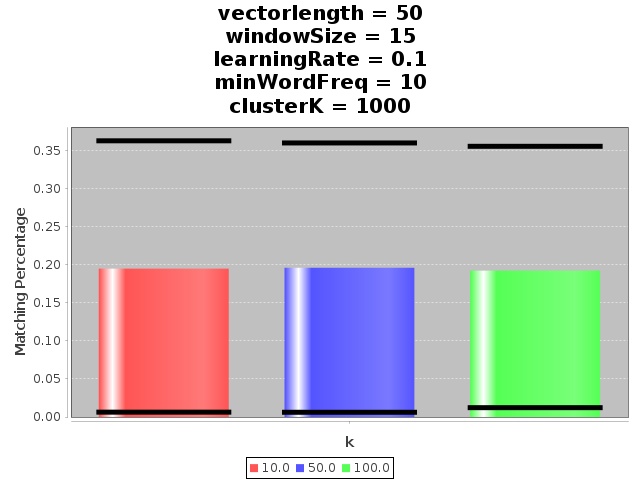 vectorlength = 50
windowSize = 15
learningRate = 0.1
minWordFreq = 10
clusterK = 1000
0.35
0.30
0.25
0.20
0.15
0.10
0.05
0.00
Matching Percentage
k
10.0 50.0 100.0